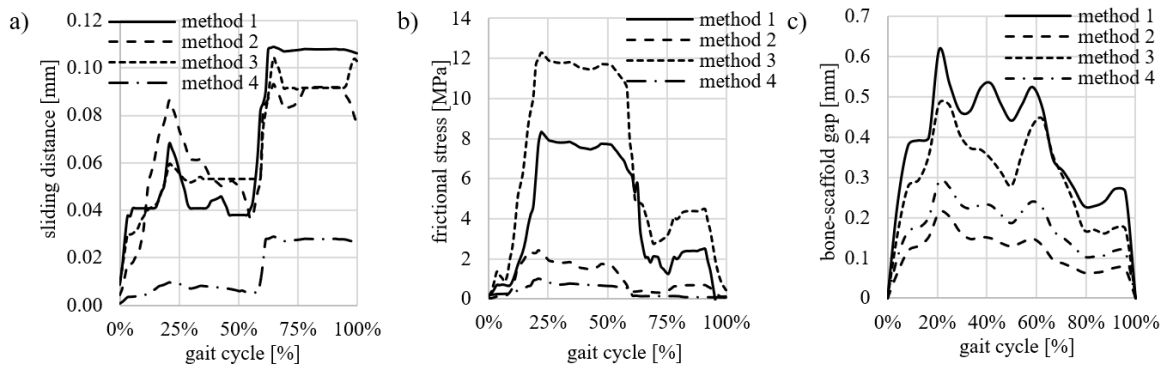 a)
sliding distance [mm]
0.12
0.10
0.08
0.06
0.04
0.02
0.00
method 1
method 2
method 3
method 4
0% 25% 50% 75% 100%
gait cycle [%]
b)
frictional stress [MPa]
14
12
10
8
6
4
2
0
method 1
method 2
method 3
method 4
0% 25% 50% 75% 100%
gait cycle [%]
c)
bone-scaffold gap [mm]
0.7
0.6
0.5
0.4
0.3
0.2
0.1
0
method 1
method 2
method 3
method 4
0% 20% 40% 60% 80% 100%
gait cycle [%]